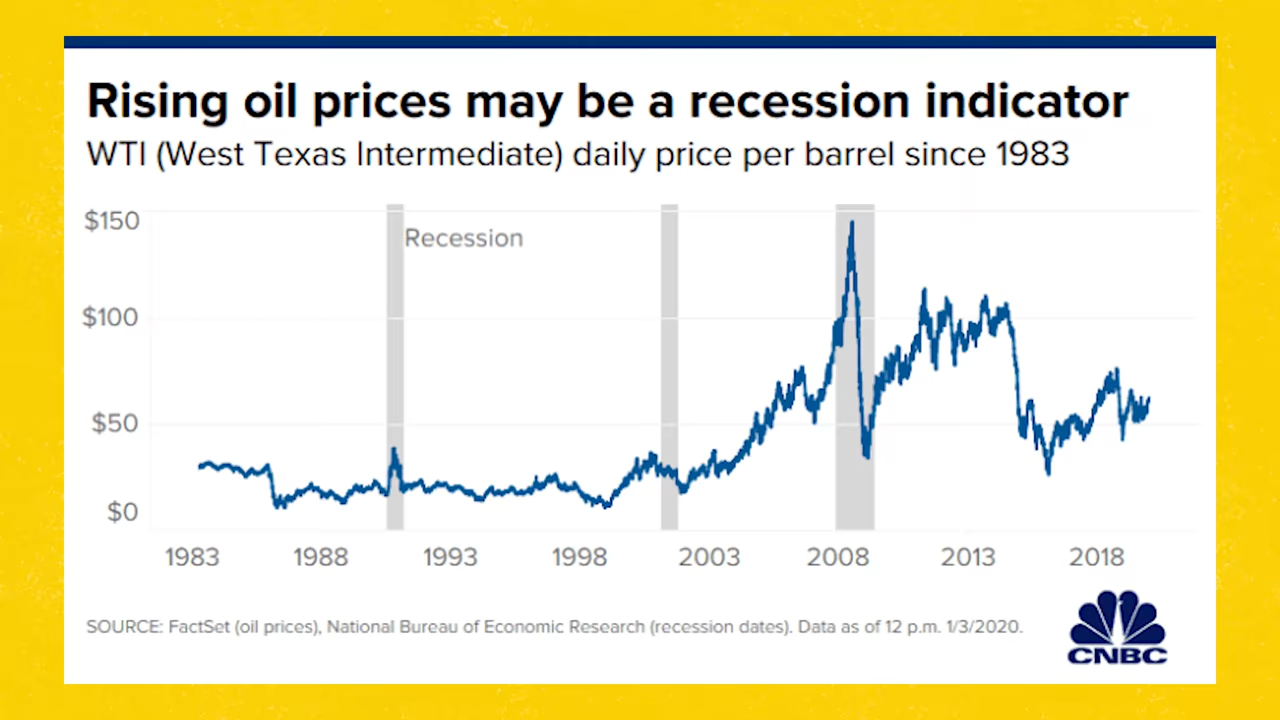 Rising oil prices may be a recession indicator
WTI (West Texas Intermediate) daily price per barrel since 1983
$150
Recession
$100
$50
$0
1983 1988 1993 1998 2003 2008 2013 2018
SOURCE: FactSet (oil prices), National Bureau of Economic Research (recession dates). Data as of 12 p.m. 1/3/2020.
CNBC